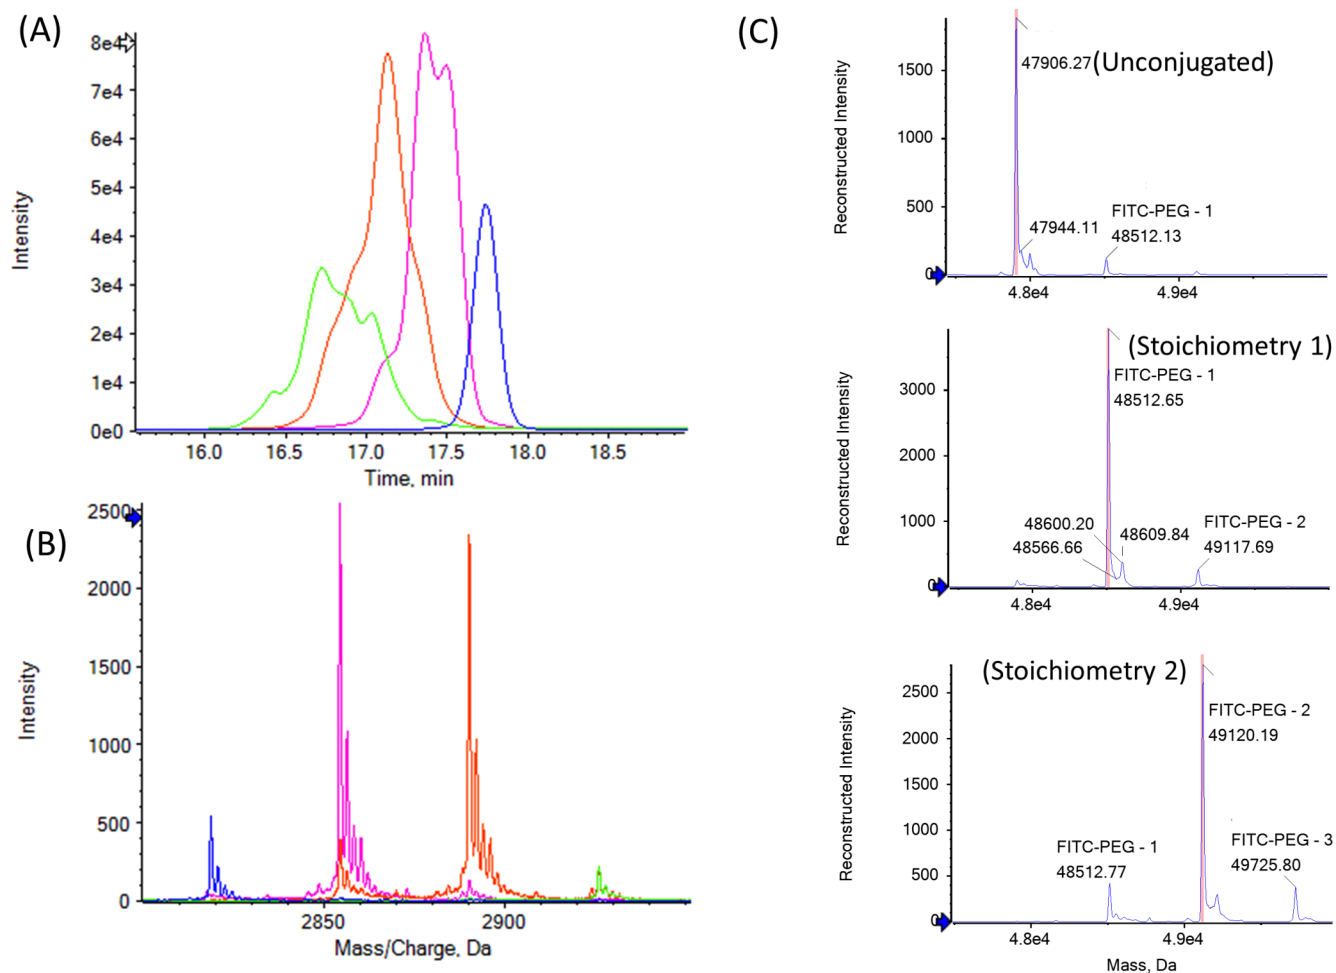 (A)
8e4
7e4
6e4
5e4
4e4
3e4
2e4
1e4
0e0
Intensity
16.0 16.5 17.0 17.5 18.0 18.5
Time, min
(B)
2500
2000
1500
1000
500
0
Intensity
2850 2900
Mass/Charge, Da
(C)
Reconstructed Intensity
1500
1000
500
0
47906.27
(Unconjugated)
47944.11
FITC-PEG - 1
48512.13
4.8e4 4.9e4
Reconstructed Intensity
3000
2000
1000
0
(Stoichiometry 1)
FITC-PEG - 1
48512.65
48600.20
48566.66
48609.84
FITC-PEG - 2
49117.69
4.8e4 4.9e4
Reconstructed Intensity
2500
2000
1500
1000
500
0
(Stoichiometry 2)
FITC-PEG - 2
49120.19
FITC-PEG - 1
48512.77
FITC-PEG - 3
49725.80
4.8e4 4.9e4
Mass, Da